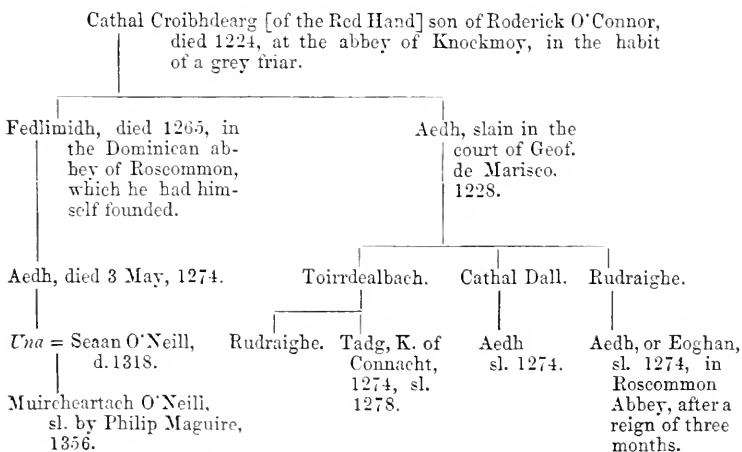 Cathal Croibhdearg [of the Red Hand] son of Roderick O'Connor,
died 1224, at the abbey of Knockmoy, in the habit
of a grey friar.
Fedlimidh, died 1265, in
the Dominican ab-
bey of Roscommon,
which he had him-
self founded.
Aedh, slain in the
court of Geof.
de Marisco.
1228.
Aedh, died 3 May, 1274.
Toirrdealbach.
Cathal Dall.
Rudraighe.
Una = Seaan O'Neill,
d. 1318.
Rudraighe.
Tadg, K. of
Connacht,
1274, sl.
1278.
Aedh
sl. 1274.
Aedh, or Eoghan,
sl. 1274, in
Roscommon
Abbey, after a
reign of three
months.
Muircheartach O'Neill,
sl. by Philip Maguire,
1356.